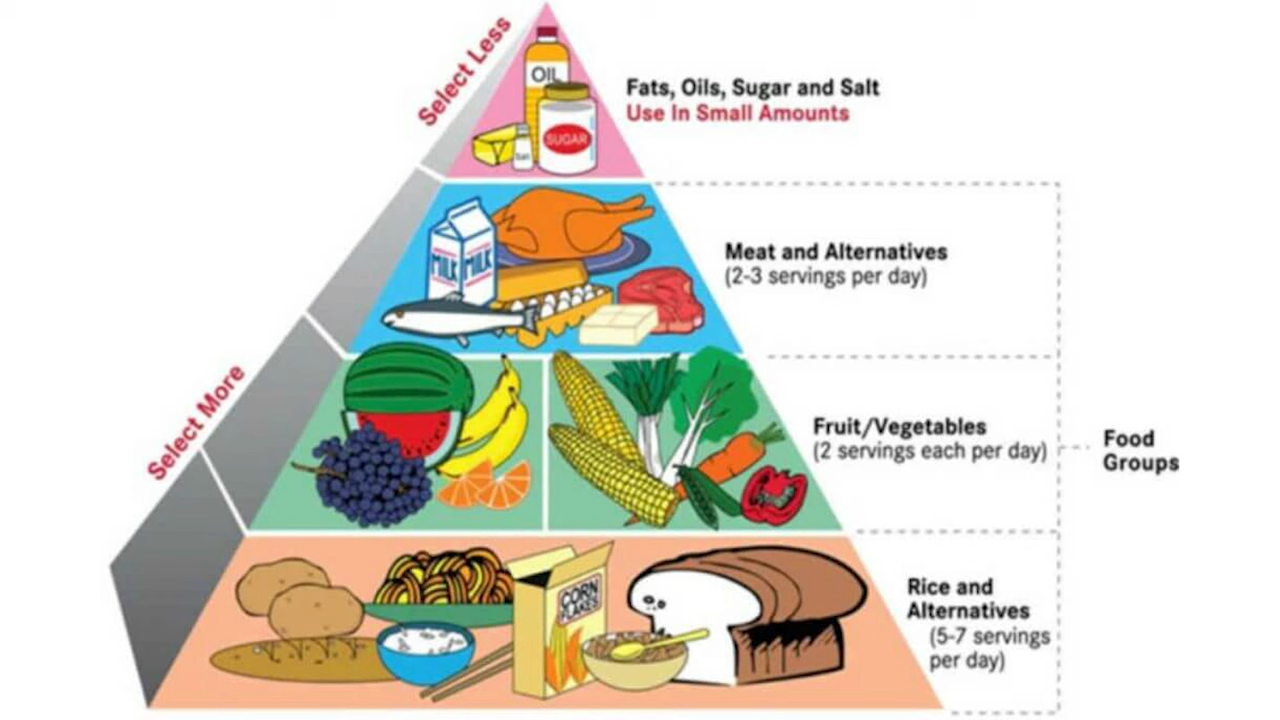 Select Less
OIL
SUGAR
Salt
Fats, Oils, Sugar and Salt
Use In Small Amounts
MILK MILK
Meat and Alternatives
(2-3 servings per day)
Select More
Fruit/Vegetables
(2 servings each per day)
Food
Groups
CORN
FLAKES
Rice and
Alternatives
(5-7 servings
per day)